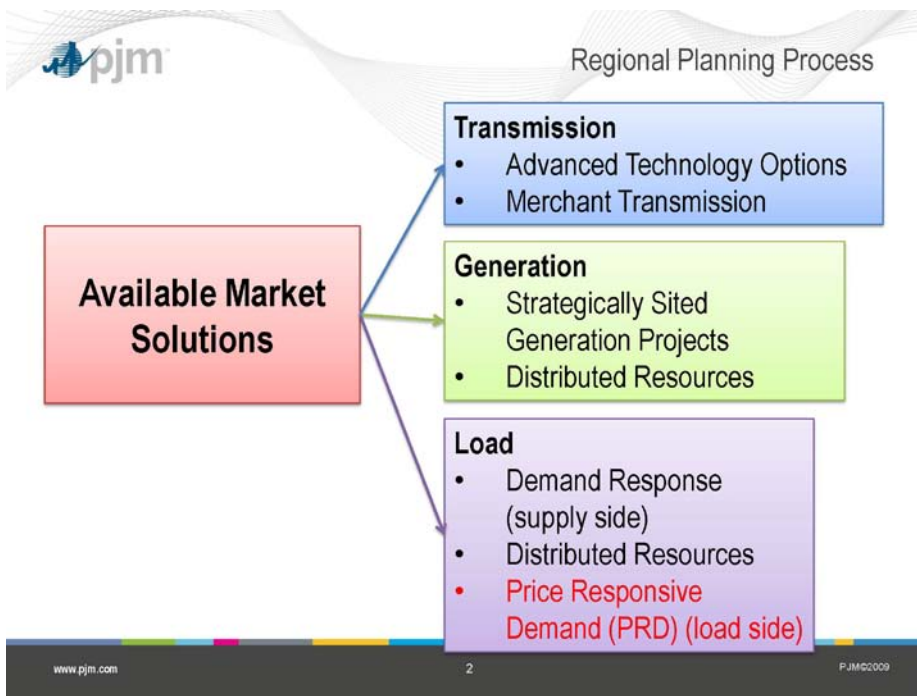 pjm
Regional Planning Process
Available Market
Solutions
Transmission
• Advanced Technology Options
• Merchant Transmission
Generation
• Strategically Sited
Generation Projects
• Distributed Resources
Load
• Demand Response
(supply side)
• Distributed Resources
• Price Responsive
Demand (PRD) (load side)
www.pjm.com
2
PJM©2009